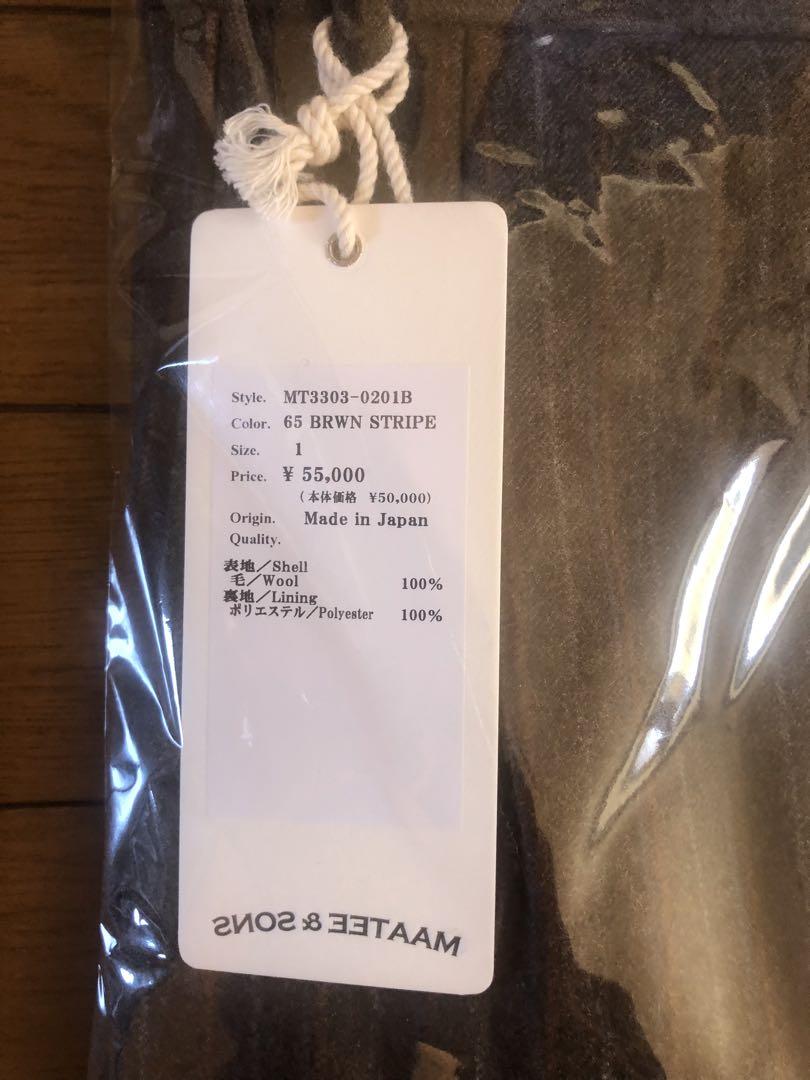 Style. MT3303-0201B
Color. 65 BRWN STRIPE
Size. 1
Price. ¥ 55,000
(本体価格 ¥50,000)
Origin. Made in Japan
Quality.
表地／Shell
毛／Wool 100%
裏地／Lining
ポリエステル／Polyester 100%
MAATEE & SONS